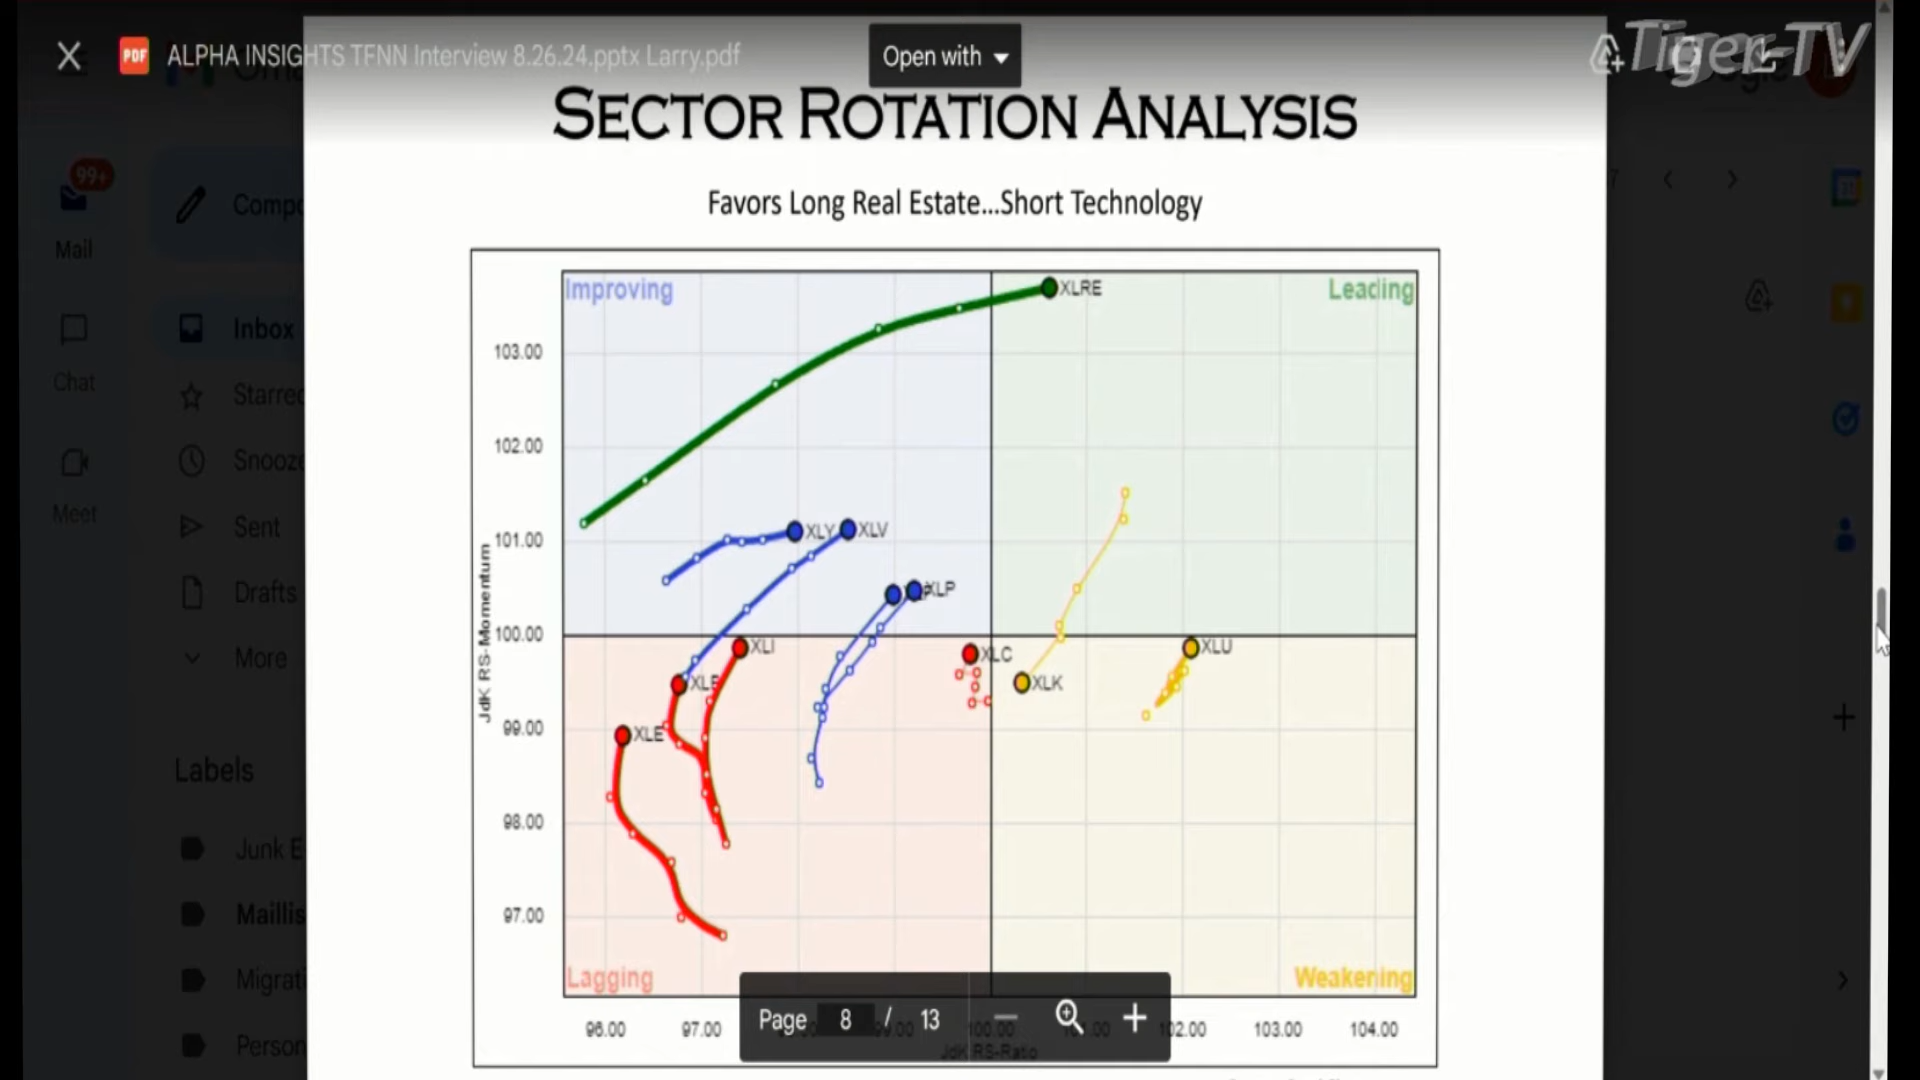 ALPHA INSIGHTS TFNN Interview 8.26.24.pptx Larry.pdf
Open with
Tiger-TV
SECTOR ROTATION ANALYSIS
Favors Long Real Estate...Short Technology
99+
Mail
Chat
Meet
Inbox
Sent
Drafts
More
Labels
Junk E
Improving
Leading
Lagging
Weakening
XLRE
XLY
XLV
XLP
XLI
XLC
XLK
XLU
XLE
JdK RS-Momentum
103.00
102.00
101.00
100.00
99.00
98.00
97.00
96.00
97.00
102.00
103.00
104.00
JdK RS-Ratio
Page 8 / 13